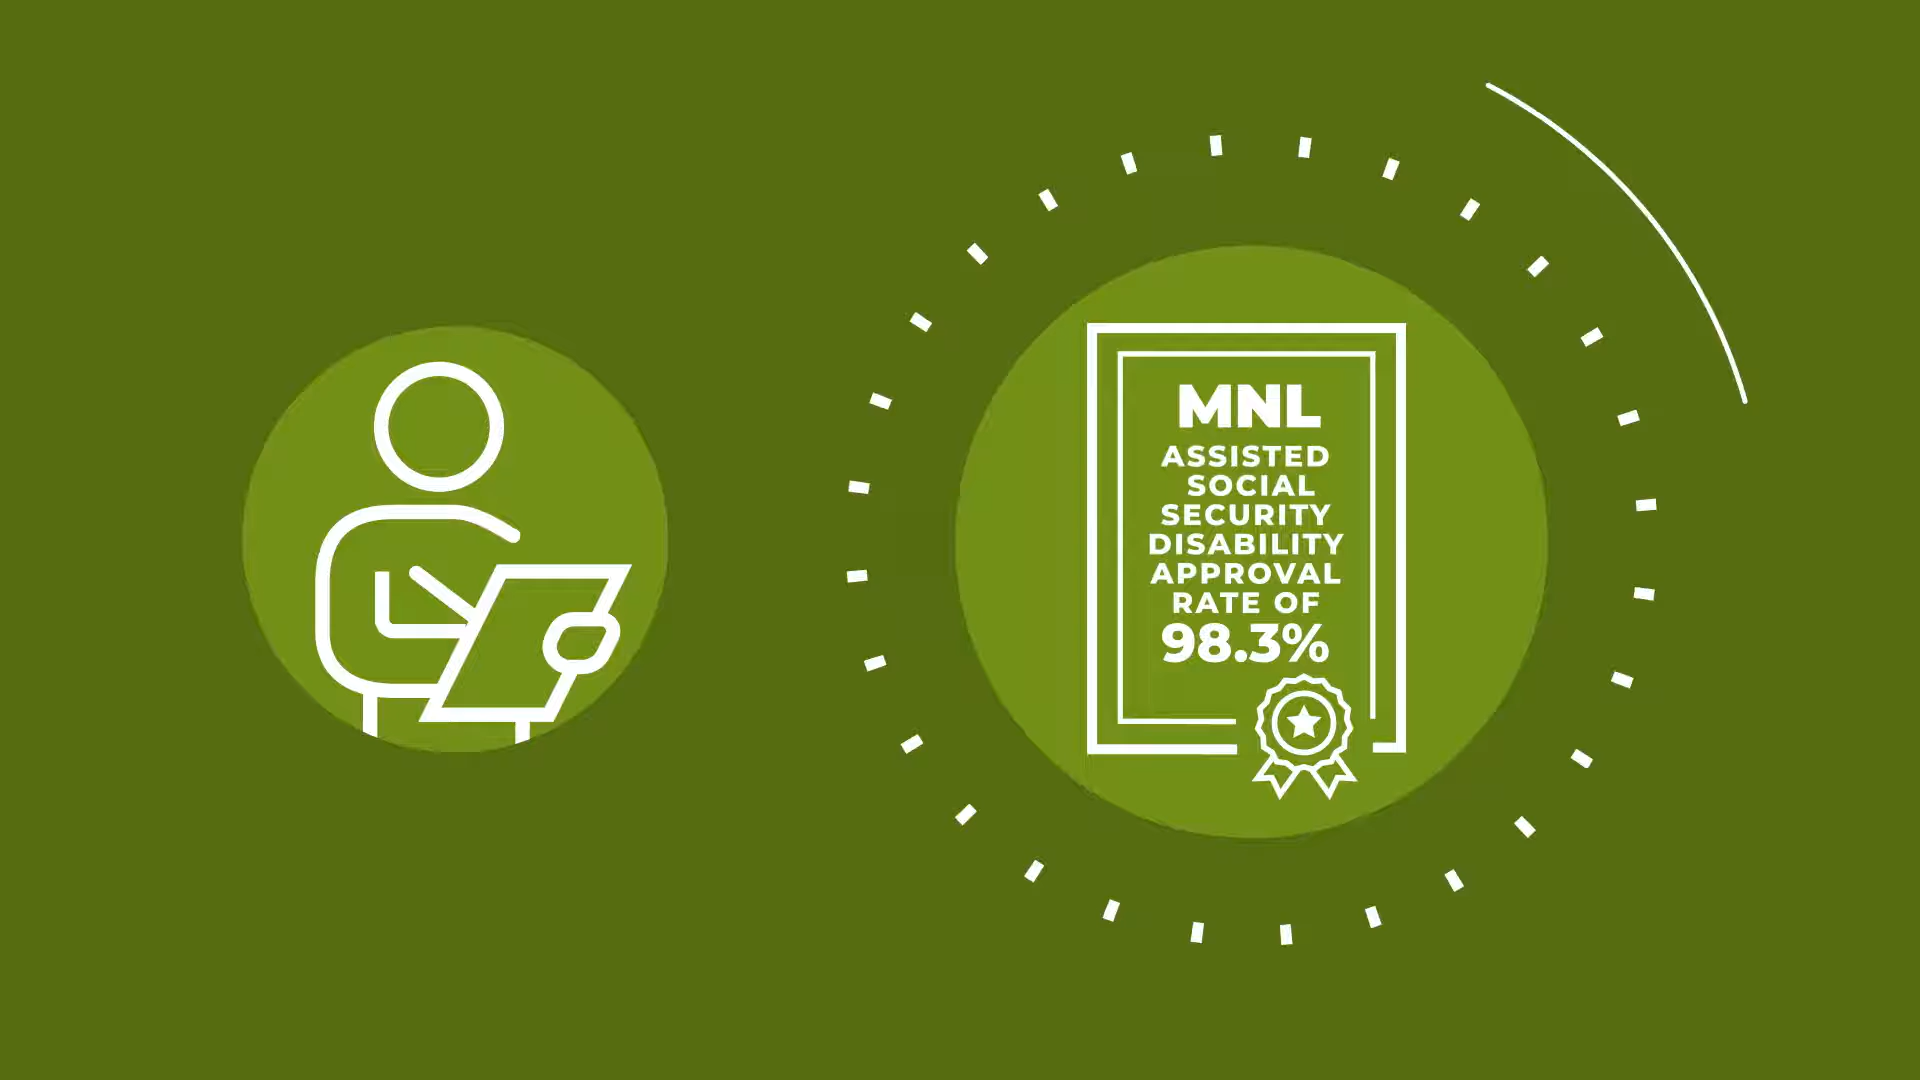 MNL
ASSISTED
SOCIAL
SECURITY
DISABILITY
APPROVAL
RATE OF
98.3%